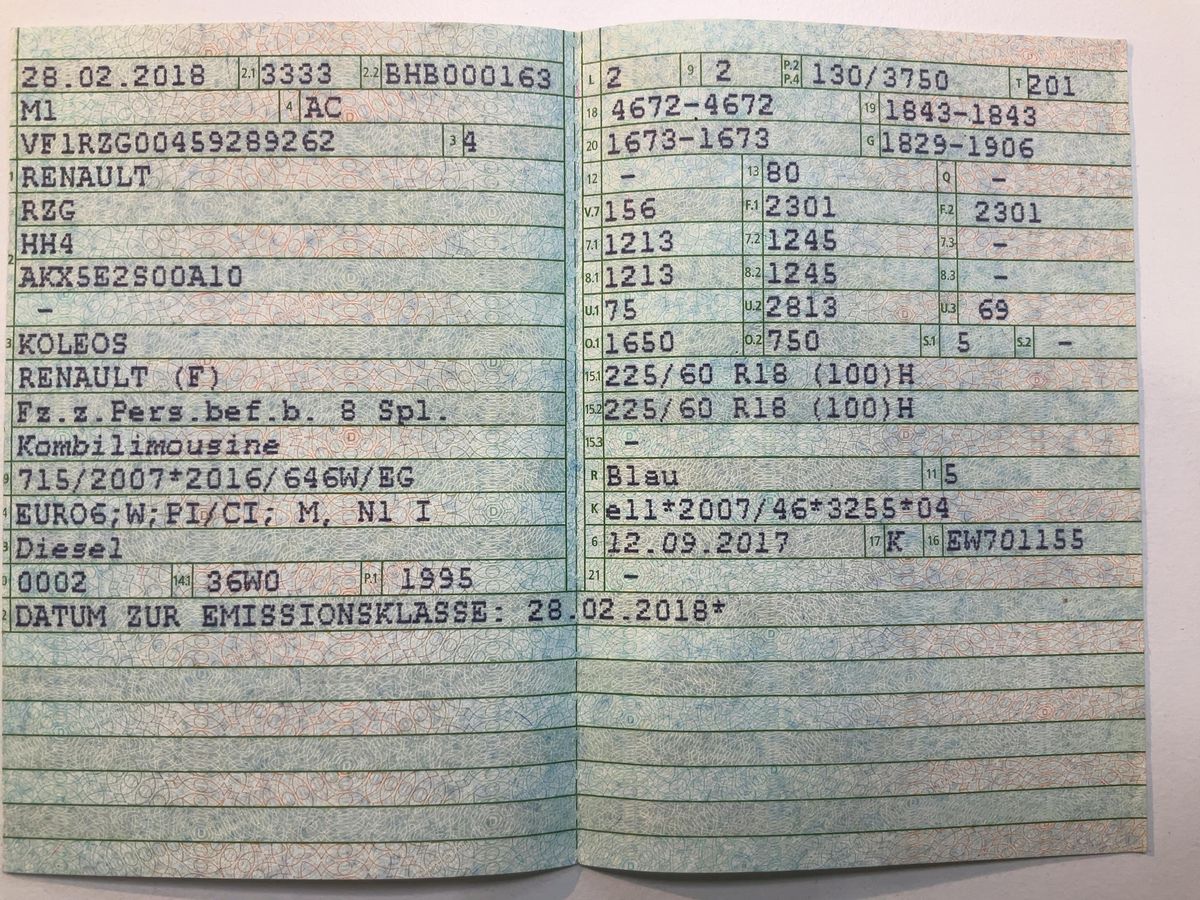 28.02.2018 2.1 3333 2.2 BHB000163
M1 4 AC
VF1RZG00459289262 3 4
RENAULT
RZG
HH4
AKX5E2S00A10
-
KOLEOS
RENAULT (F)
Fz.z.Pers.bef.b. 8 Spl.
Kombilimousine
715/2007*2016/646W/EG
EURO6;W;PI/CI; M, N1 I
Diesel
0002 14.1 36W0 P.1 1995
DATUM ZUR EMISSIONSKLASSE: 28.02.2018*
L 2 9 2 P.2 P.4 130/3750 T 201
18 4672-4672 19 1843-1843
20 1673-1673 G 1829-1906
12 - 13 80 Q -
V.7 156 F.1 2301 F.2 2301
7.1 1213 7.2 1245 7.3 -
8.1 1213 8.2 1245 8.3 -
U.1 75 U.2 2813 U.3 69
O.1 1650 O.2 750 S.1 5 S.2 -
15.1 225/60 R18 (100)H
15.2 225/60 R18 (100)H
15.3 -
R Blau 11 5
K e11*2007/46*3255*04
6 12.09.2017 17 K 16 EW701155
21 -